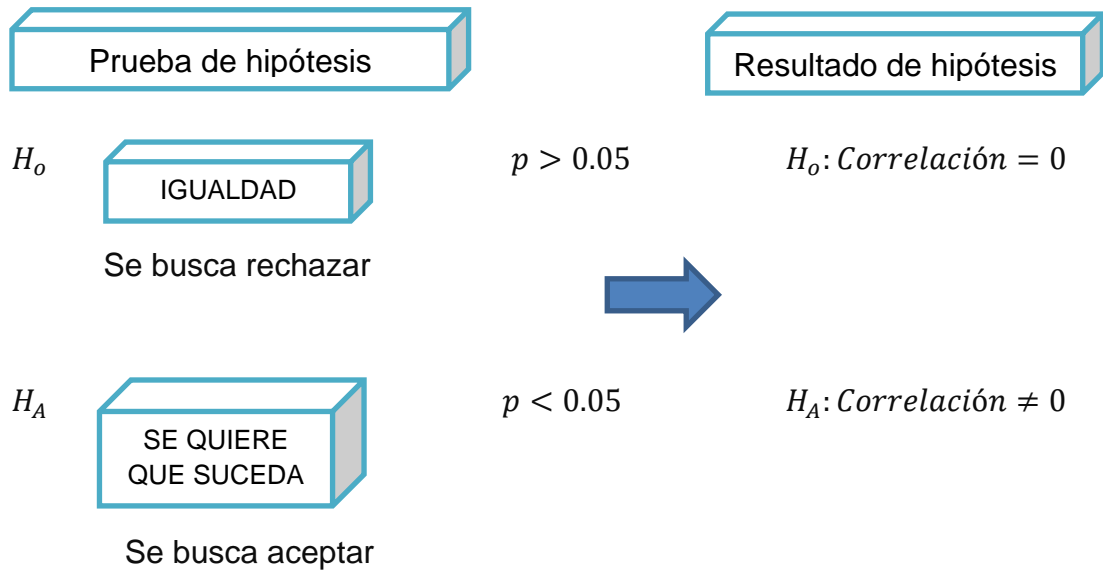 Prueba de hipótesis
Resultado de hipótesis
H_o
IGUALDAD
p > 0.05
H_o: Correlación = 0
Se busca rechazar
H_A
SE QUIERE
QUE SUCEDA
p < 0.05
H_A: Correlación ≠ 0
Se busca aceptar